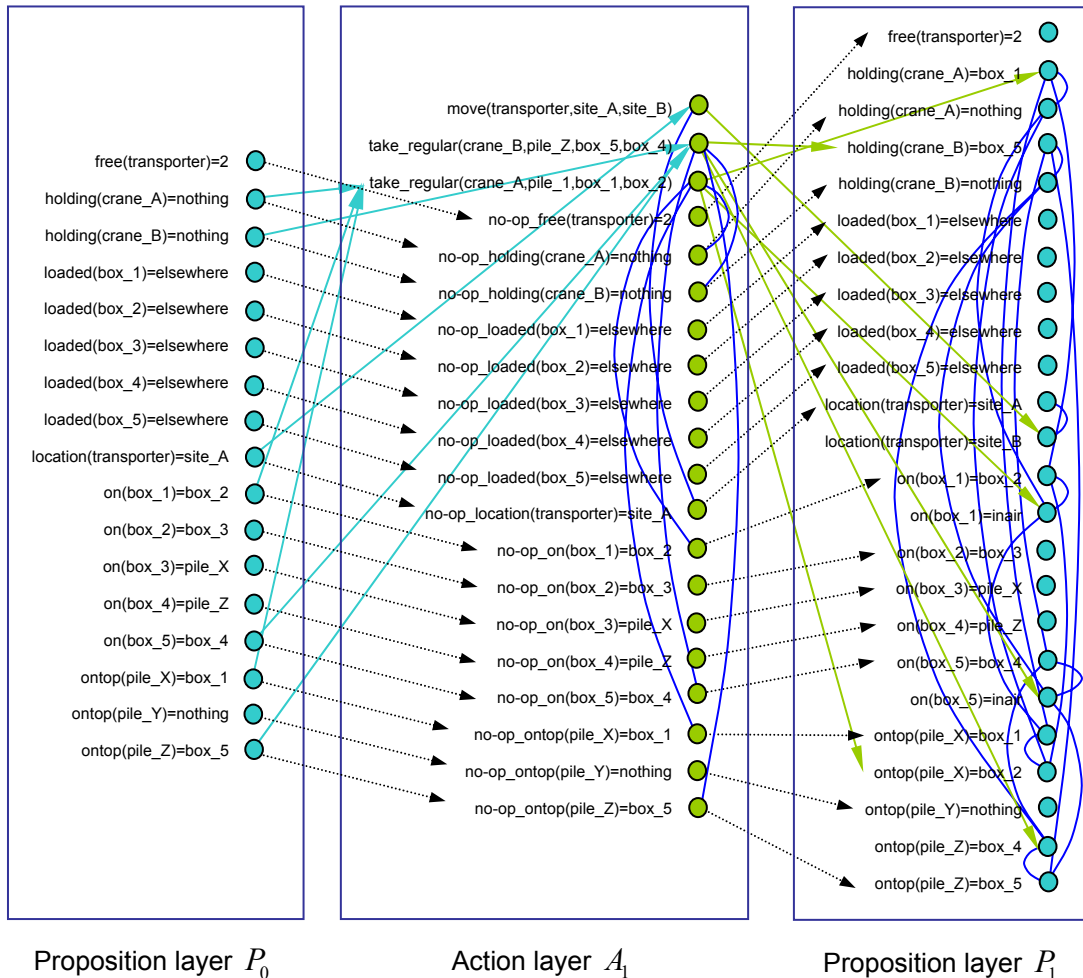 free(transporter)=2
holding(crane_A)=nothing
holding(crane_B)=nothing
loaded(box_1)=elsewhere
loaded(box_2)=elsewhere
loaded(box_3)=elsewhere
loaded(box_4)=elsewhere
loaded(box_5)=elsewhere
location(transporter)=site_A
on(box_1)=box_2
on(box_2)=box_3
on(box_3)=pile_X
on(box_4)=pile_Z
on(box_5)=box_4
ontop(pile_X)=box_1
ontop(pile_Y)=nothing
ontop(pile_Z)=box_5
Proposition layer P_0
move(transporter,site_A,site_B)
take_regular(crane_B,pile_Z,box_5,box_4)
take_regular(crane_A,pile_1,box_1,box_2)
no-op_free(transporter)=2
no-op_holding(crane_A)=nothing
no-op_holding(crane_B)=nothing
no-op_loaded(box_1)=elsewhere
no-op_loaded(box_2)=elsewhere
no-op_loaded(box_3)=elsewhere
no-op_loaded(box_4)=elsewhere
no-op_loaded(box_5)=elsewhere
no-op_location(transporter)=site_A
no-op_on(box_1)=box_2
no-op_on(box_2)=box_3
no-op_on(box_3)=pile_X
no-op_on(box_4)=pile_Z
no-op_on(box_5)=box_4
no-op_ontop(pile_X)=box_1
no-op_ontop(pile_Y)=nothing
no-op_ontop(pile_Z)=box_5
Action layer A_1
free(transporter)=2
holding(crane_A)=box_1
holding(crane_A)=nothing
holding(crane_B)=box_5
holding(crane_B)=nothing
loaded(box_1)=elsewhere
loaded(box_2)=elsewhere
loaded(box_3)=elsewhere
loaded(box_4)=elsewhere
loaded(box_5)=elsewhere
location(transporter)=site_A
location(transporter)=site_B
on(box_1)=box_2
on(box_1)=inair
on(box_2)=box_3
on(box_3)=pile_X
on(box_4)=pile_Z
on(box_5)=box_4
on(box_5)=inair
ontop(pile_X)=box_1
ontop(pile_X)=box_2
ontop(pile_Y)=nothing
ontop(pile_Z)=box_4
ontop(pile_Z)=box_5
Proposition layer P_1